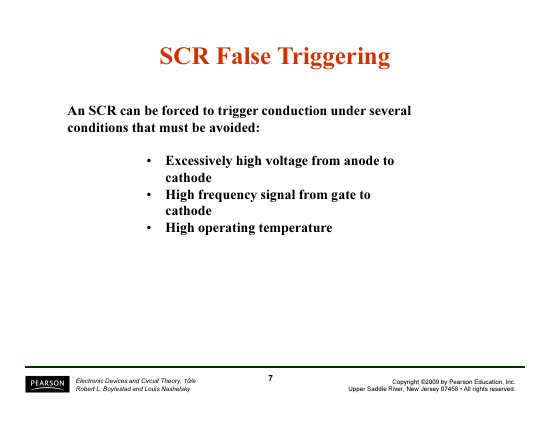 SCR False Triggering
An SCR can be forced to trigger conduction under several
conditions that must be avoided:
• Excessively high voltage from anode to
cathode
• High frequency signal from gate to
cathode
• High operating temperature
PEARSON
Electronic Devices and Circuit Theory, 10/e
Robert L. Boylestad and Louis Nashelsky
7
Copyright ©2009 by Pearson Education, Inc.
Upper Saddle River, New Jersey 07458 • All rights reserved.